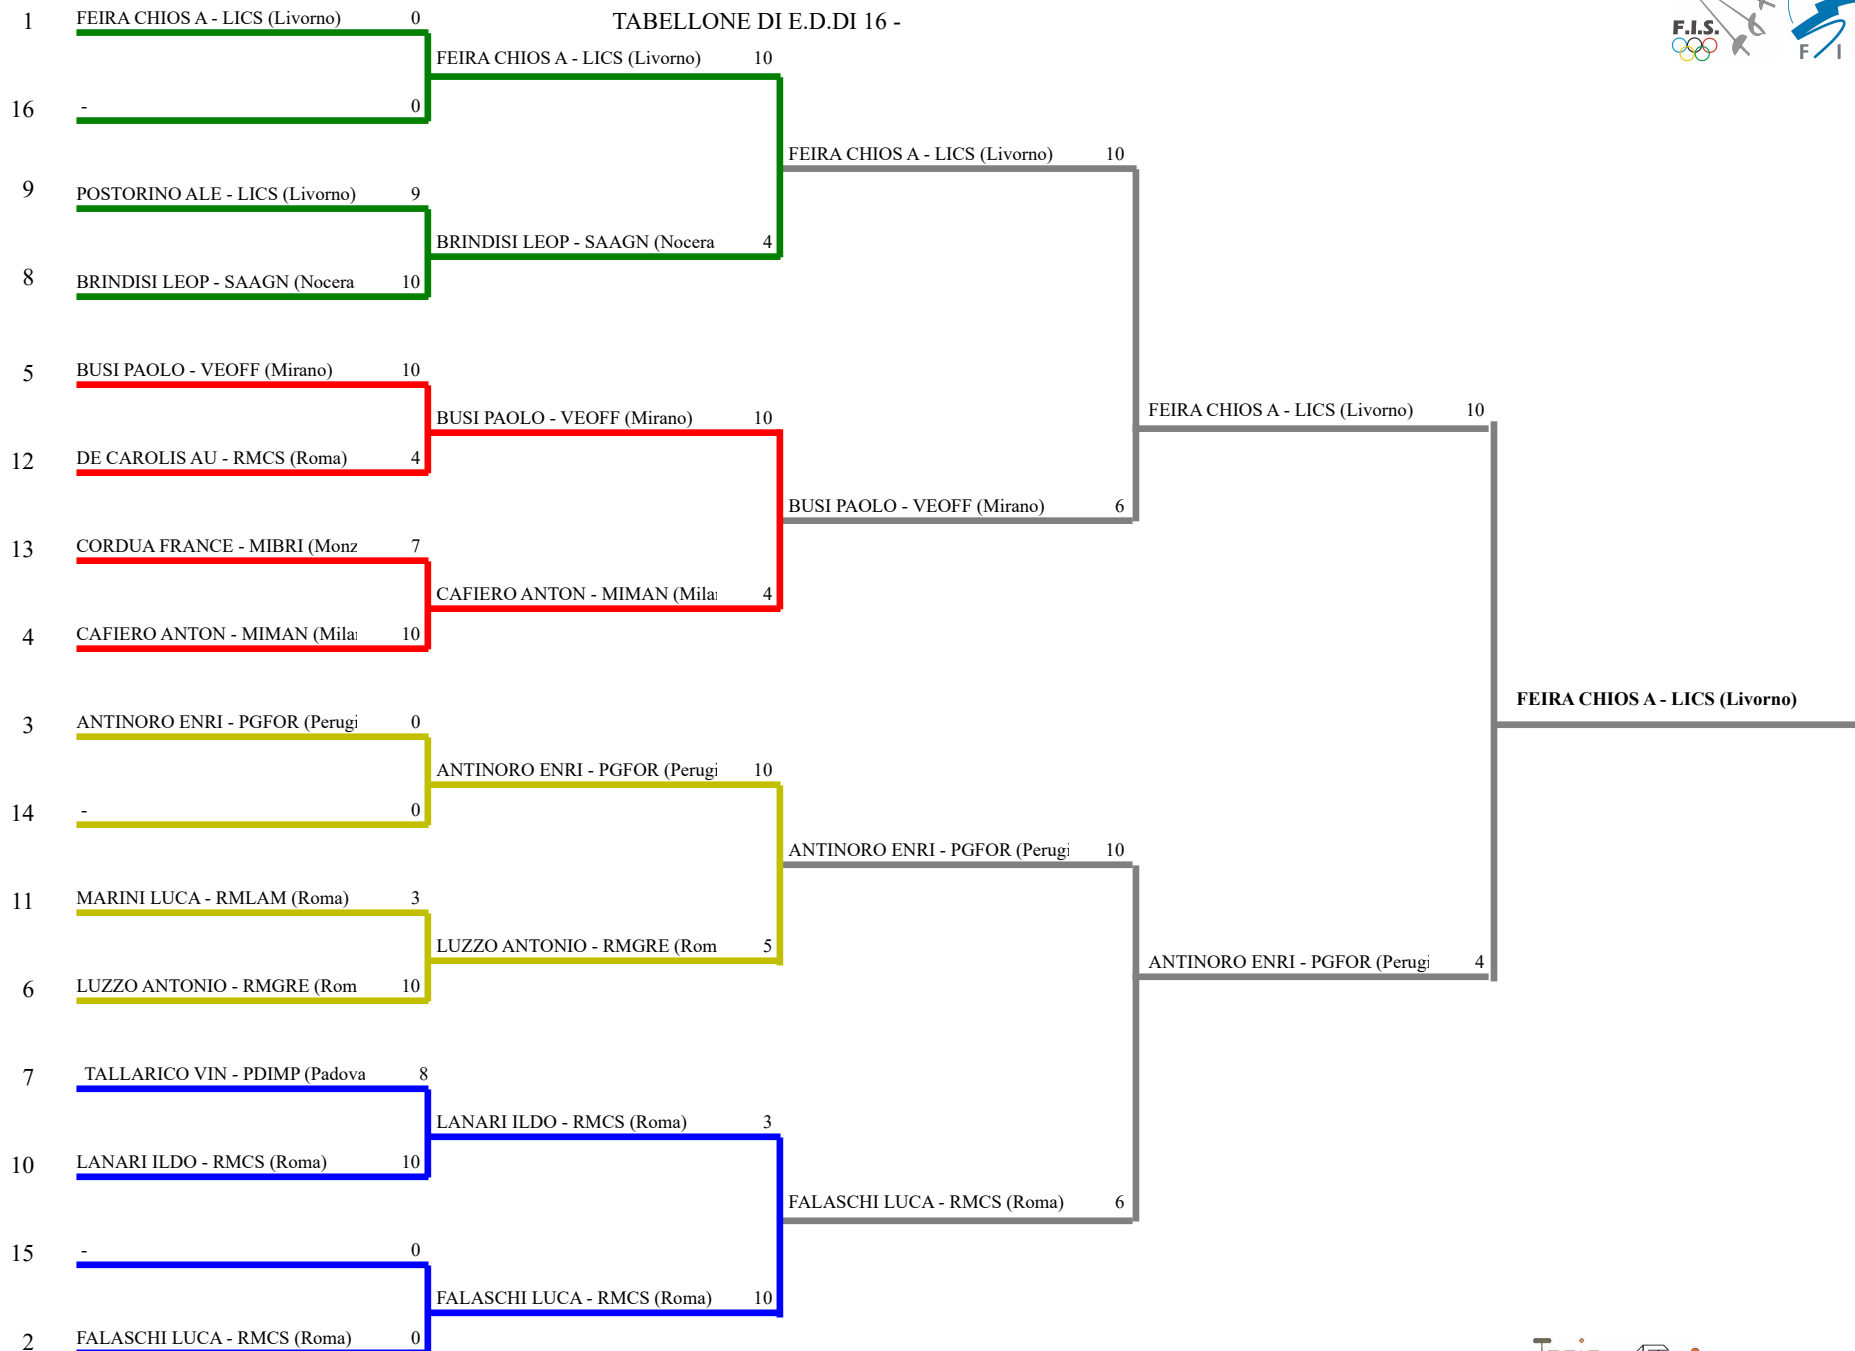 TABELLONE DI E.D.DI 16 -
F.I.S.
F I
1 FEIRA CHIOS A - LICS (Livorno) 0
FEIRA CHIOS A - LICS (Livorno) 10
16 - 0
FEIRA CHIOS A - LICS (Livorno) 10
9 POSTORINO ALE - LICS (Livorno) 9
BRINDISI LEOP - SAAGN (Nocera 4
8 BRINDISI LEOP - SAAGN (Nocera 10
5 BUSI PAOLO - VEOFF (Mirano) 10
FEIRA CHIOS A - LICS (Livorno) 10
BUSI PAOLO - VEOFF (Mirano) 10
12 DE CAROLIS AU - RMCS (Roma) 4
BUSI PAOLO - VEOFF (Mirano) 6
13 CORDUA FRANCE - MIBRI (Monz 7
CAFIERO ANTON - MIMAN (Mila 4
4 CAFIERO ANTON - MIMAN (Mila 10
FEIRA CHIOS A - LICS (Livorno)
3 ANTINORO ENRI - PGFOR (Perugi 0
ANTINORO ENRI - PGFOR (Perugi 10
14 - 0
ANTINORO ENRI - PGFOR (Perugi 10
11 MARINI LUCA - RMLAM (Roma) 3
LUZZO ANTONIO - RMGRE (Rom 5
ANTINORO ENRI - PGFOR (Perugi 4
6 LUZZO ANTONIO - RMGRE (Rom 10
7 TALLARICO VIN - PDIMP (Padova 8
LANARI ILDO - RMCS (Roma) 3
10 LANARI ILDO - RMCS (Roma) 10
FALASCHI LUCA - RMCS (Roma) 6
15 - 0
FALASCHI LUCA - RMCS (Roma) 10
2 FALASCHI LUCA - RMCS (Roma) 0